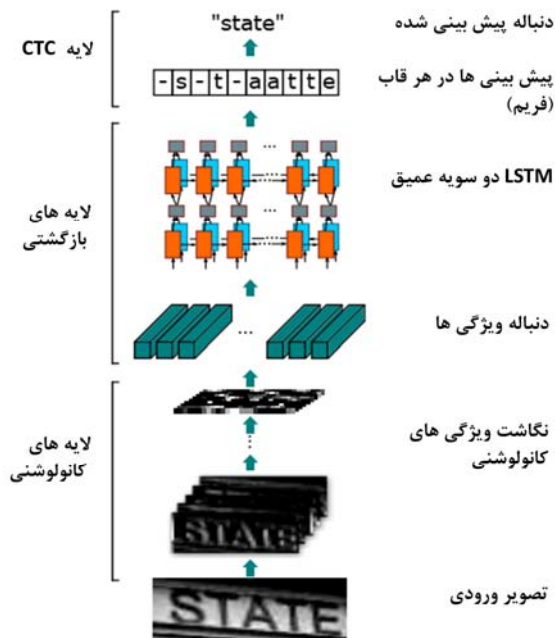 "state"
دنباله پیش بینی شده
لایه CTC
-s-t-aatte
پیش بینی ها در هر قاب
(فریم)
LSTM دو سویه عمیق
لایه های
بازگشتی
دنباله ویژگی ها
نگاشت ویژگی های
کانولوشنی
لایه های
کانولوشنی
STATE
STATE
تصویر ورودی